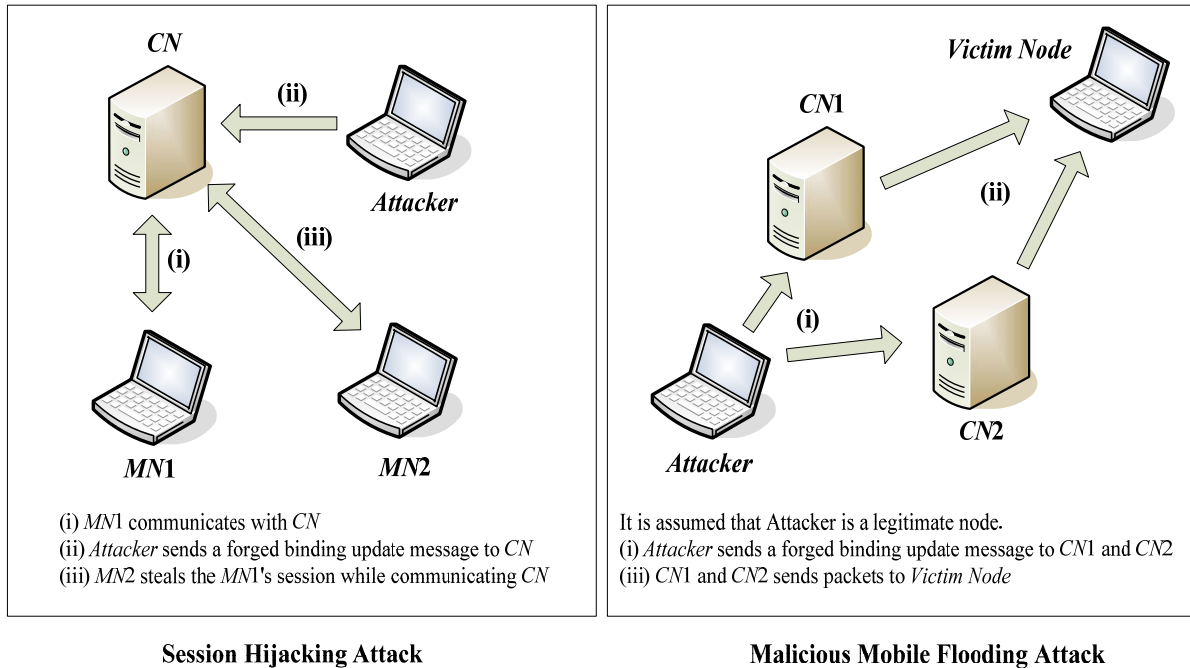 CN
(ii)
Attacker
(iii)
(i)
MN1
MN2
(i) MN1 communicates with CN
(ii) Attacker sends a forged binding update message to CN
(iii) MN2 steals the MN1's session while communicating CN
Session Hijacking Attack
Victim Node
CN1
(ii)
(i)
CN2
Attacker
It is assumed that Attacker is a legitimate node.
(i) Attacker sends a forged binding update message to CN1 and CN2
(iii) CN1 and CN2 sends packets to Victim Node
Malicious Mobile Flooding Attack